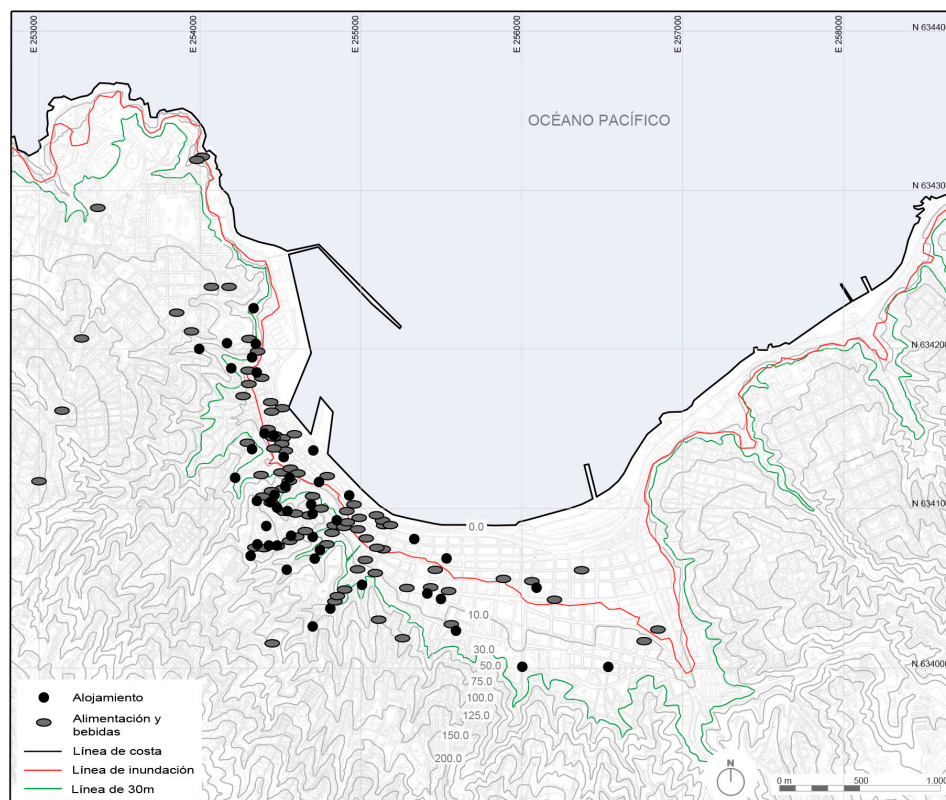 E 253000
E 254000
E 255000
E 256000
E 257000
E 258000
N 63440
OCÉANO PACÍFICO
N 63430
N 63420
N 63410
0.0
10.0
30.0
N 63400
50.0
75.0
100.0
125.0
150.0
200.0
Alojamiento
Alimentación y
bebidas
Línea de costa
Línea de inundación
Línea de 30m
N
0 m 500 1.000